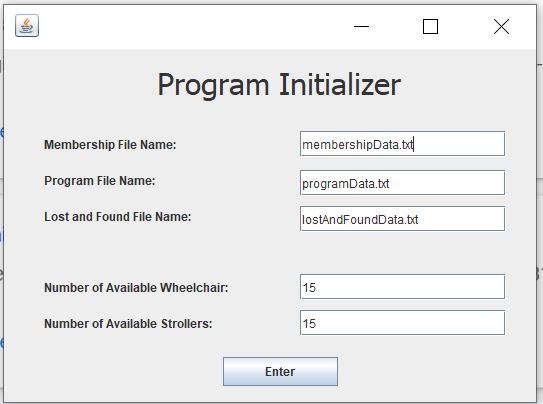 Program Initializer
Membership File Name: membershipData.txt
Program File Name: programData.txt
Lost and Found File Name: lostAndFoundData.txt
Number of Available Wheelchair: 15
Number of Available Strollers: 15
Enter